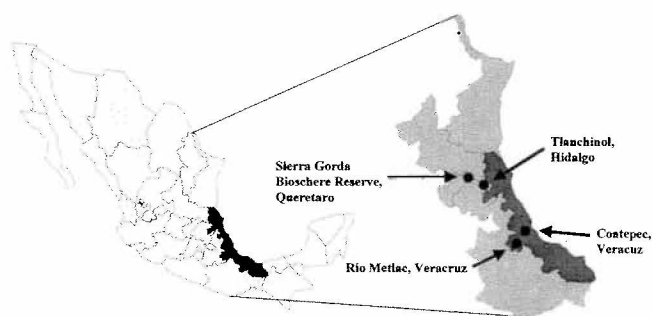 Tlanchinol,
Hidalgo
Sierra Gorda
Bioschere Reserve,
Queretaro
Contepec,
Veracuz
Rio Metlac, Veracruz